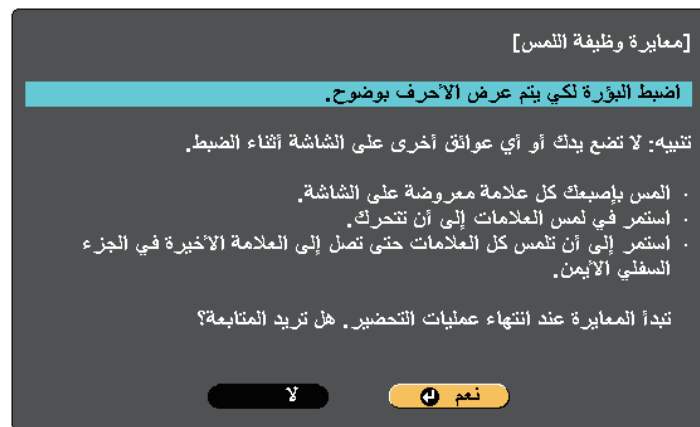 [معايرة وظيفة اللمس]
اضبط البؤرة لكي يتم عرض الأحرف بوضوح.
تنبيه: لا تضع يدك أو أي عوائق أخرى على الشاشة أثناء الضبط.
· المس بإصبعك كل علامة معروضة على الشاشة.
· استمر في لمس العلامات إلى أن تتحرك.
· استمر إلى أن تلمس كل العلامات حتى تصل إلى العلامة الأخيرة في الجزء
السفلي الأيمن.
تبدأ المعايرة عند انتهاء عمليات التحضير. هل تريد المتابعة؟
نعم
لا